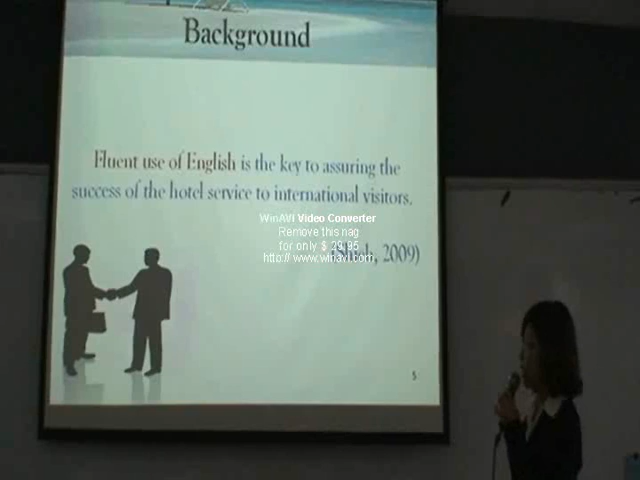 Background
Fluent use of English is the key to assuring the
success of the hotel service to international visitors.
WinAVI Video Converter
Remove this nag
for only $ 29.95
http:// www.winavi.com
, 2009)
5